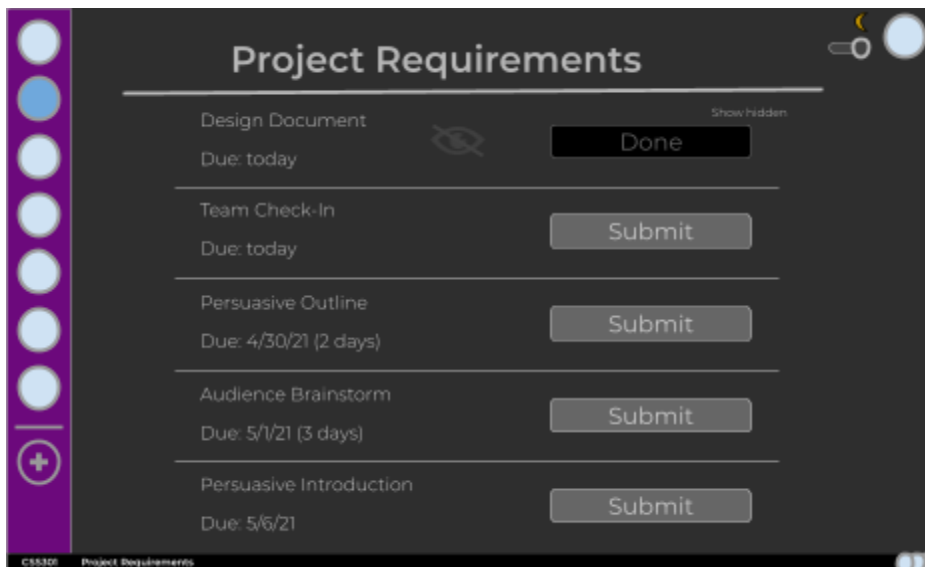 Project Requirements
Show hidden
Design Document
Done
Due: today
Team Check-In
Submit
Due: today
Persuasive Outline
Submit
Due: 4/30/21 (2 days)
Audience Brainstorm
Submit
Due: 5/1/21 (3 days)
Persuasive Introduction
Submit
Due: 5/6/21
CSS301 Project Requirements